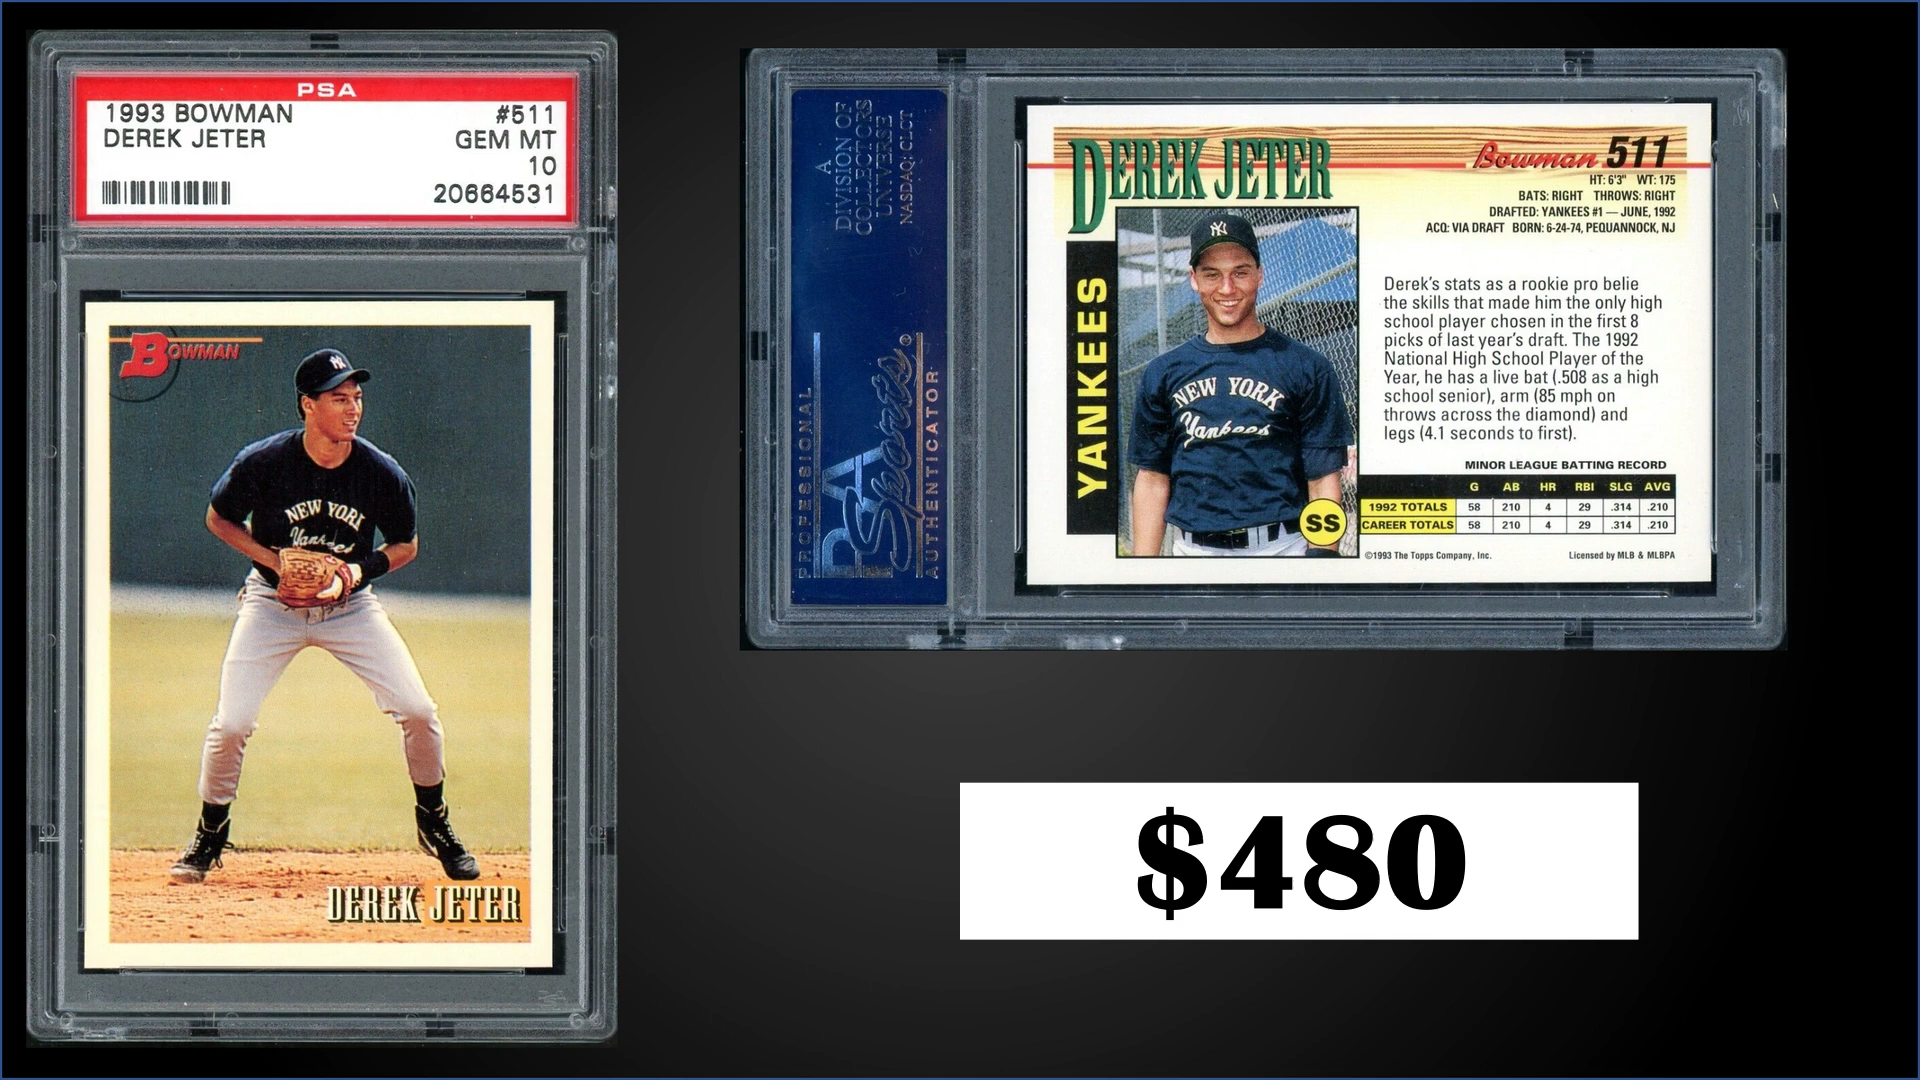 PSA
1993 BOWMAN #511
DEREK JETER GEM MT
10
20664531
BOWMAN
NEW YORK
Yankees
DEREK JETER
A
DIVISION OF
COLLECTORS
UNIVERSE
NASDAQ: CLCT
PROFESSIONAL
PSA
Sports®
AUTHENTICATOR
DEREK JETER
Bowman 511
HT: 6'3" WT: 175
BATS: RIGHT THROWS: RIGHT
DRAFTED: YANKEES #1 — JUNE, 1992
ACQ: VIA DRAFT BORN: 6-24-74, PEQUANNOCK, NJ
YANKEES
NY
NEW YORK
Yankees
SS
Derek's stats as a rookie pro belie
the skills that made him the only high
school player chosen in the first 8
picks of last year's draft. The 1992
National High School Player of the
Year, he has a live bat (.508 as a high
school senior), arm (85 mph on
throws across the diamond) and
legs (4.1 seconds to first).
MINOR LEAGUE BATTING RECORD
G AB HR RBI SLG AVG
1992 TOTALS 58 210 4 29 .314 .210
CAREER TOTALS 58 210 4 29 .314 .210
©1993 The Topps Company, Inc. Licensed by MLB & MLBPA
$480